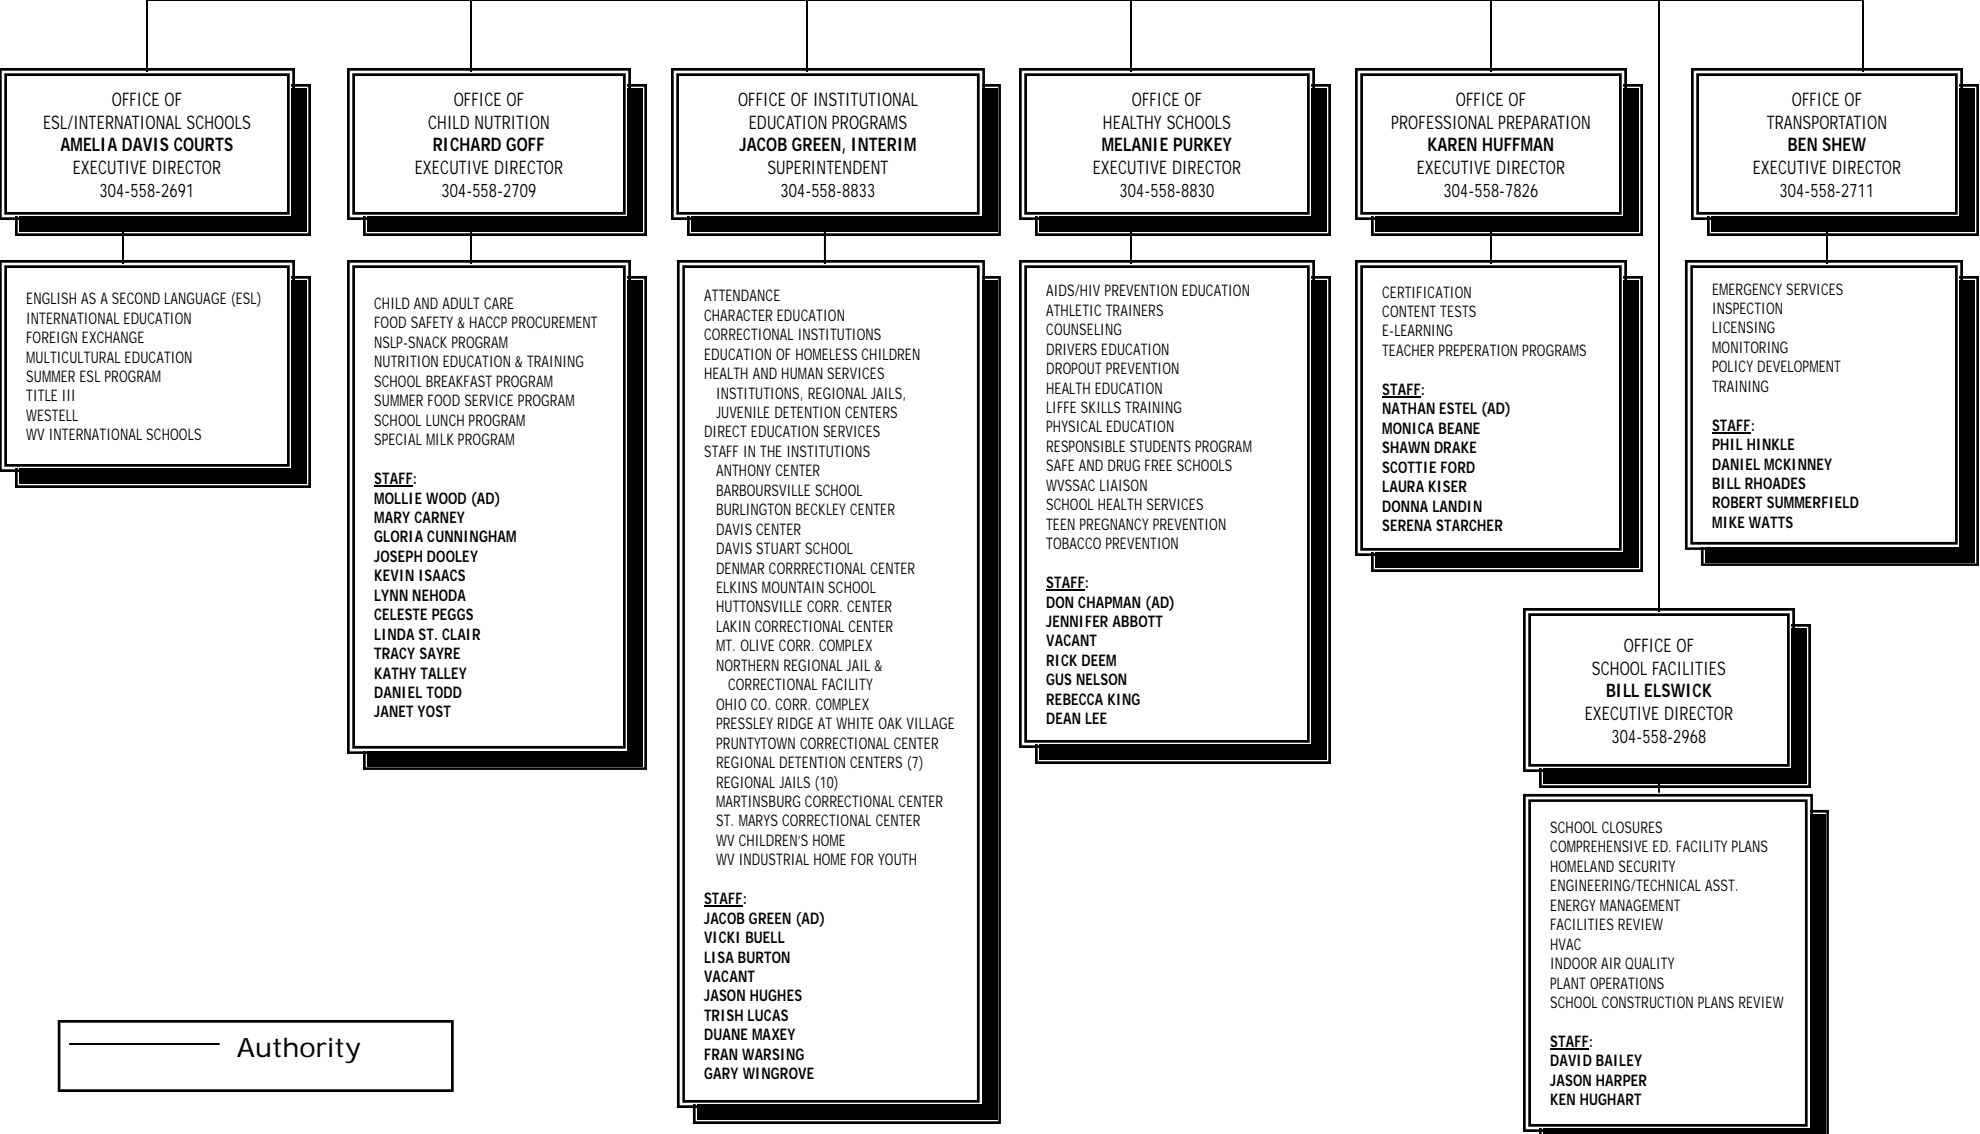 OFFICE OF
ESL/INTERNATIONAL SCHOOLS
AMELIA DAVIS COURTS
EXECUTIVE DIRECTOR
304-558-2691
ENGLISH AS A SECOND LANGUAGE (ESL)
INTERNATIONAL EDUCATION
FOREIGN EXCHANGE
MULTICULTURAL EDUCATION
SUMMER ESL PROGRAM
TITLE III
WESTELL
WV INTERNATIONAL SCHOOLS
OFFICE OF
CHILD NUTRITION
RICHARD GOFF
EXECUTIVE DIRECTOR
304-558-2709
CHILD AND ADULT CARE
FOOD SAFETY & HACCP PROCUREMENT
NSLP-SNACK PROGRAM
NUTRITION EDUCATION & TRAINING
SCHOOL BREAKFAST PROGRAM
SUMMER FOOD SERVICE PROGRAM
SCHOOL LUNCH PROGRAM
SPECIAL MILK PROGRAM
STAFF:
MOLLIE WOOD (AD)
MARY CARNEY
GLORIA CUNNINGHAM
JOSEPH DOOLEY
KEVIN ISAACS
LYNN NEHODA
CELESTE PEGGS
LINDA ST. CLAIR
TRACY SAYRE
KATHY TALLEY
DANIEL TODD
JANET YOST
OFFICE OF INSTITUTIONAL
EDUCATION PROGRAMS
JACOB GREEN, INTERIM
SUPERINTENDENT
304-558-8833
ATTENDANCE
CHARACTER EDUCATION
CORRECTIONAL INSTITUTIONS
EDUCATION OF HOMELESS CHILDREN
HEALTH AND HUMAN SERVICES
INSTITUTIONS, REGIONAL JAILS,
JUVENILE DETENTION CENTERS
DIRECT EDUCATION SERVICES
STAFF IN THE INSTITUTIONS
ANTHONY CENTER
BARBOURSVILLE SCHOOL
BURLINGTON BECKLEY CENTER
DAVIS CENTER
DAVIS STUART SCHOOL
DENMAR CORRRECTIONAL CENTER
ELKINS MOUNTAIN SCHOOL
HUTTONSVILLE CORR. CENTER
LAKIN CORRECTIONAL CENTER
MT. OLIVE CORR. COMPLEX
NORTHERN REGIONAL JAIL &
CORRECTIONAL FACILITY
OHIO CO. CORR. COMPLEX
PRESSLEY RIDGE AT WHITE OAK VILLAGE
PRUNTYTOWN CORRECTIONAL CENTER
REGIONAL DETENTION CENTERS (7)
REGIONAL JAILS (10)
MARTINSBURG CORRECTIONAL CENTER
ST. MARYS CORRECTIONAL CENTER
WV CHILDREN'S HOME
WV INDUSTRIAL HOME FOR YOUTH
STAFF:
JACOB GREEN (AD)
VICKI BUELL
LISA BURTON
VACANT
JASON HUGHES
TRISH LUCAS
DUANE MAXEY
FRAN WARSING
GARY WINGROVE
OFFICE OF
HEALTHY SCHOOLS
MELANIE PURKEY
EXECUTIVE DIRECTOR
304-558-8830
AIDS/HIV PREVENTION EDUCATION
ATHLETIC TRAINERS
COUNSELING
DRIVERS EDUCATION
DROPOUT PREVENTION
HEALTH EDUCATION
LIFFE SKILLS TRAINING
PHYSICAL EDUCATION
RESPONSIBLE STUDENTS PROGRAM
SAFE AND DRUG FREE SCHOOLS
WVSSAC LIAISON
SCHOOL HEALTH SERVICES
TEEN PREGNANCY PREVENTION
TOBACCO PREVENTION
STAFF:
DON CHAPMAN (AD)
JENNIFER ABBOTT
VACANT
RICK DEEM
GUS NELSON
REBECCA KING
DEAN LEE
OFFICE OF
PROFESSIONAL PREPARATION
KAREN HUFFMAN
EXECUTIVE DIRECTOR
304-558-7826
CERTIFICATION
CONTENT TESTS
E-LEARNING
TEACHER PREPERATION PROGRAMS
STAFF:
NATHAN ESTEL (AD)
MONICA BEANE
SHAWN DRAKE
SCOTTIE FORD
LAURA KISER
DONNA LANDIN
SERENA STARCHER
OFFICE OF
TRANSPORTATION
BEN SHEW
EXECUTIVE DIRECTOR
304-558-2711
EMERGENCY SERVICES
INSPECTION
LICENSING
MONITORING
POLICY DEVELOPMENT
TRAINING
STAFF:
PHIL HINKLE
DANIEL MCKINNEY
BILL RHOADES
ROBERT SUMMERFIELD
MIKE WATTS
OFFICE OF
SCHOOL FACILITIES
BILL ELSWICK
EXECUTIVE DIRECTOR
304-558-2968
SCHOOL CLOSURES
COMPREHENSIVE ED. FACILITY PLANS
HOMELAND SECURITY
ENGINEERING/TECHNICAL ASST.
ENERGY MANAGEMENT
FACILITIES REVIEW
HVAC
INDOOR AIR QUALITY
PLANT OPERATIONS
SCHOOL CONSTRUCTION PLANS REVIEW
STAFF:
DAVID BAILEY
JASON HARPER
KEN HUGHART
Authority